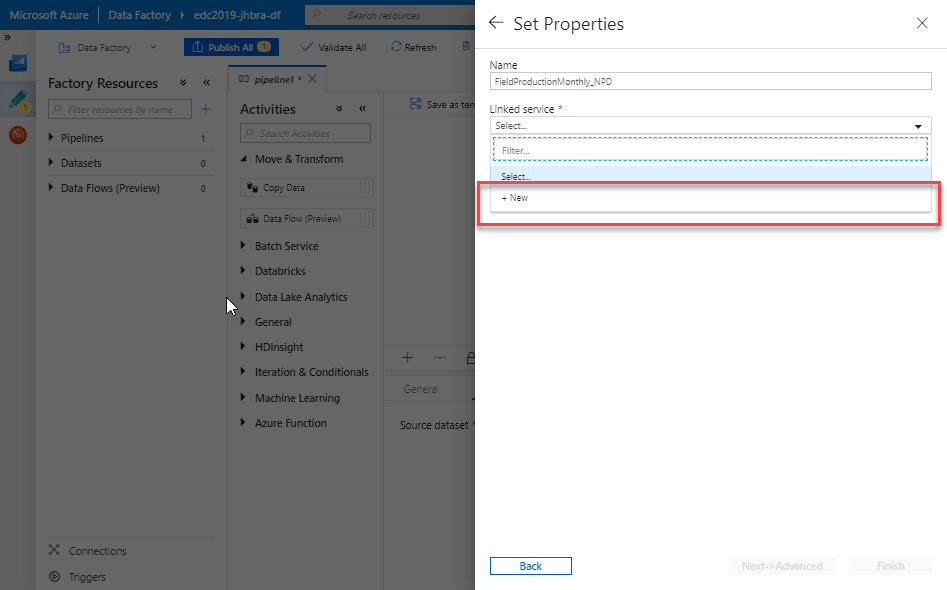 Microsoft Azure
Data Factory
edc2019-jhbra-df
Search resources
»
Data Factory
Publish All 1
Validate All
Refresh
1
Factory Resources
Filter resources by name
Pipelines 1
Datasets 0
Data Flows (Preview) 0
Connections
Triggers
pipeline1 *
Activities
Search Activities
Move & Transform
Copy Data
Data Flow (Preview)
Batch Service
Databricks
Data Lake Analytics
General
HDInsight
Iteration & Conditionals
Machine Learning
Azure Function
Save as tem
General
Source dataset *
Set Properties
Name
FieldProductionMonthly_NPD
Linked service *
Select...
Filter...
Select...
+ New
Back
Next->Advanced
Finish